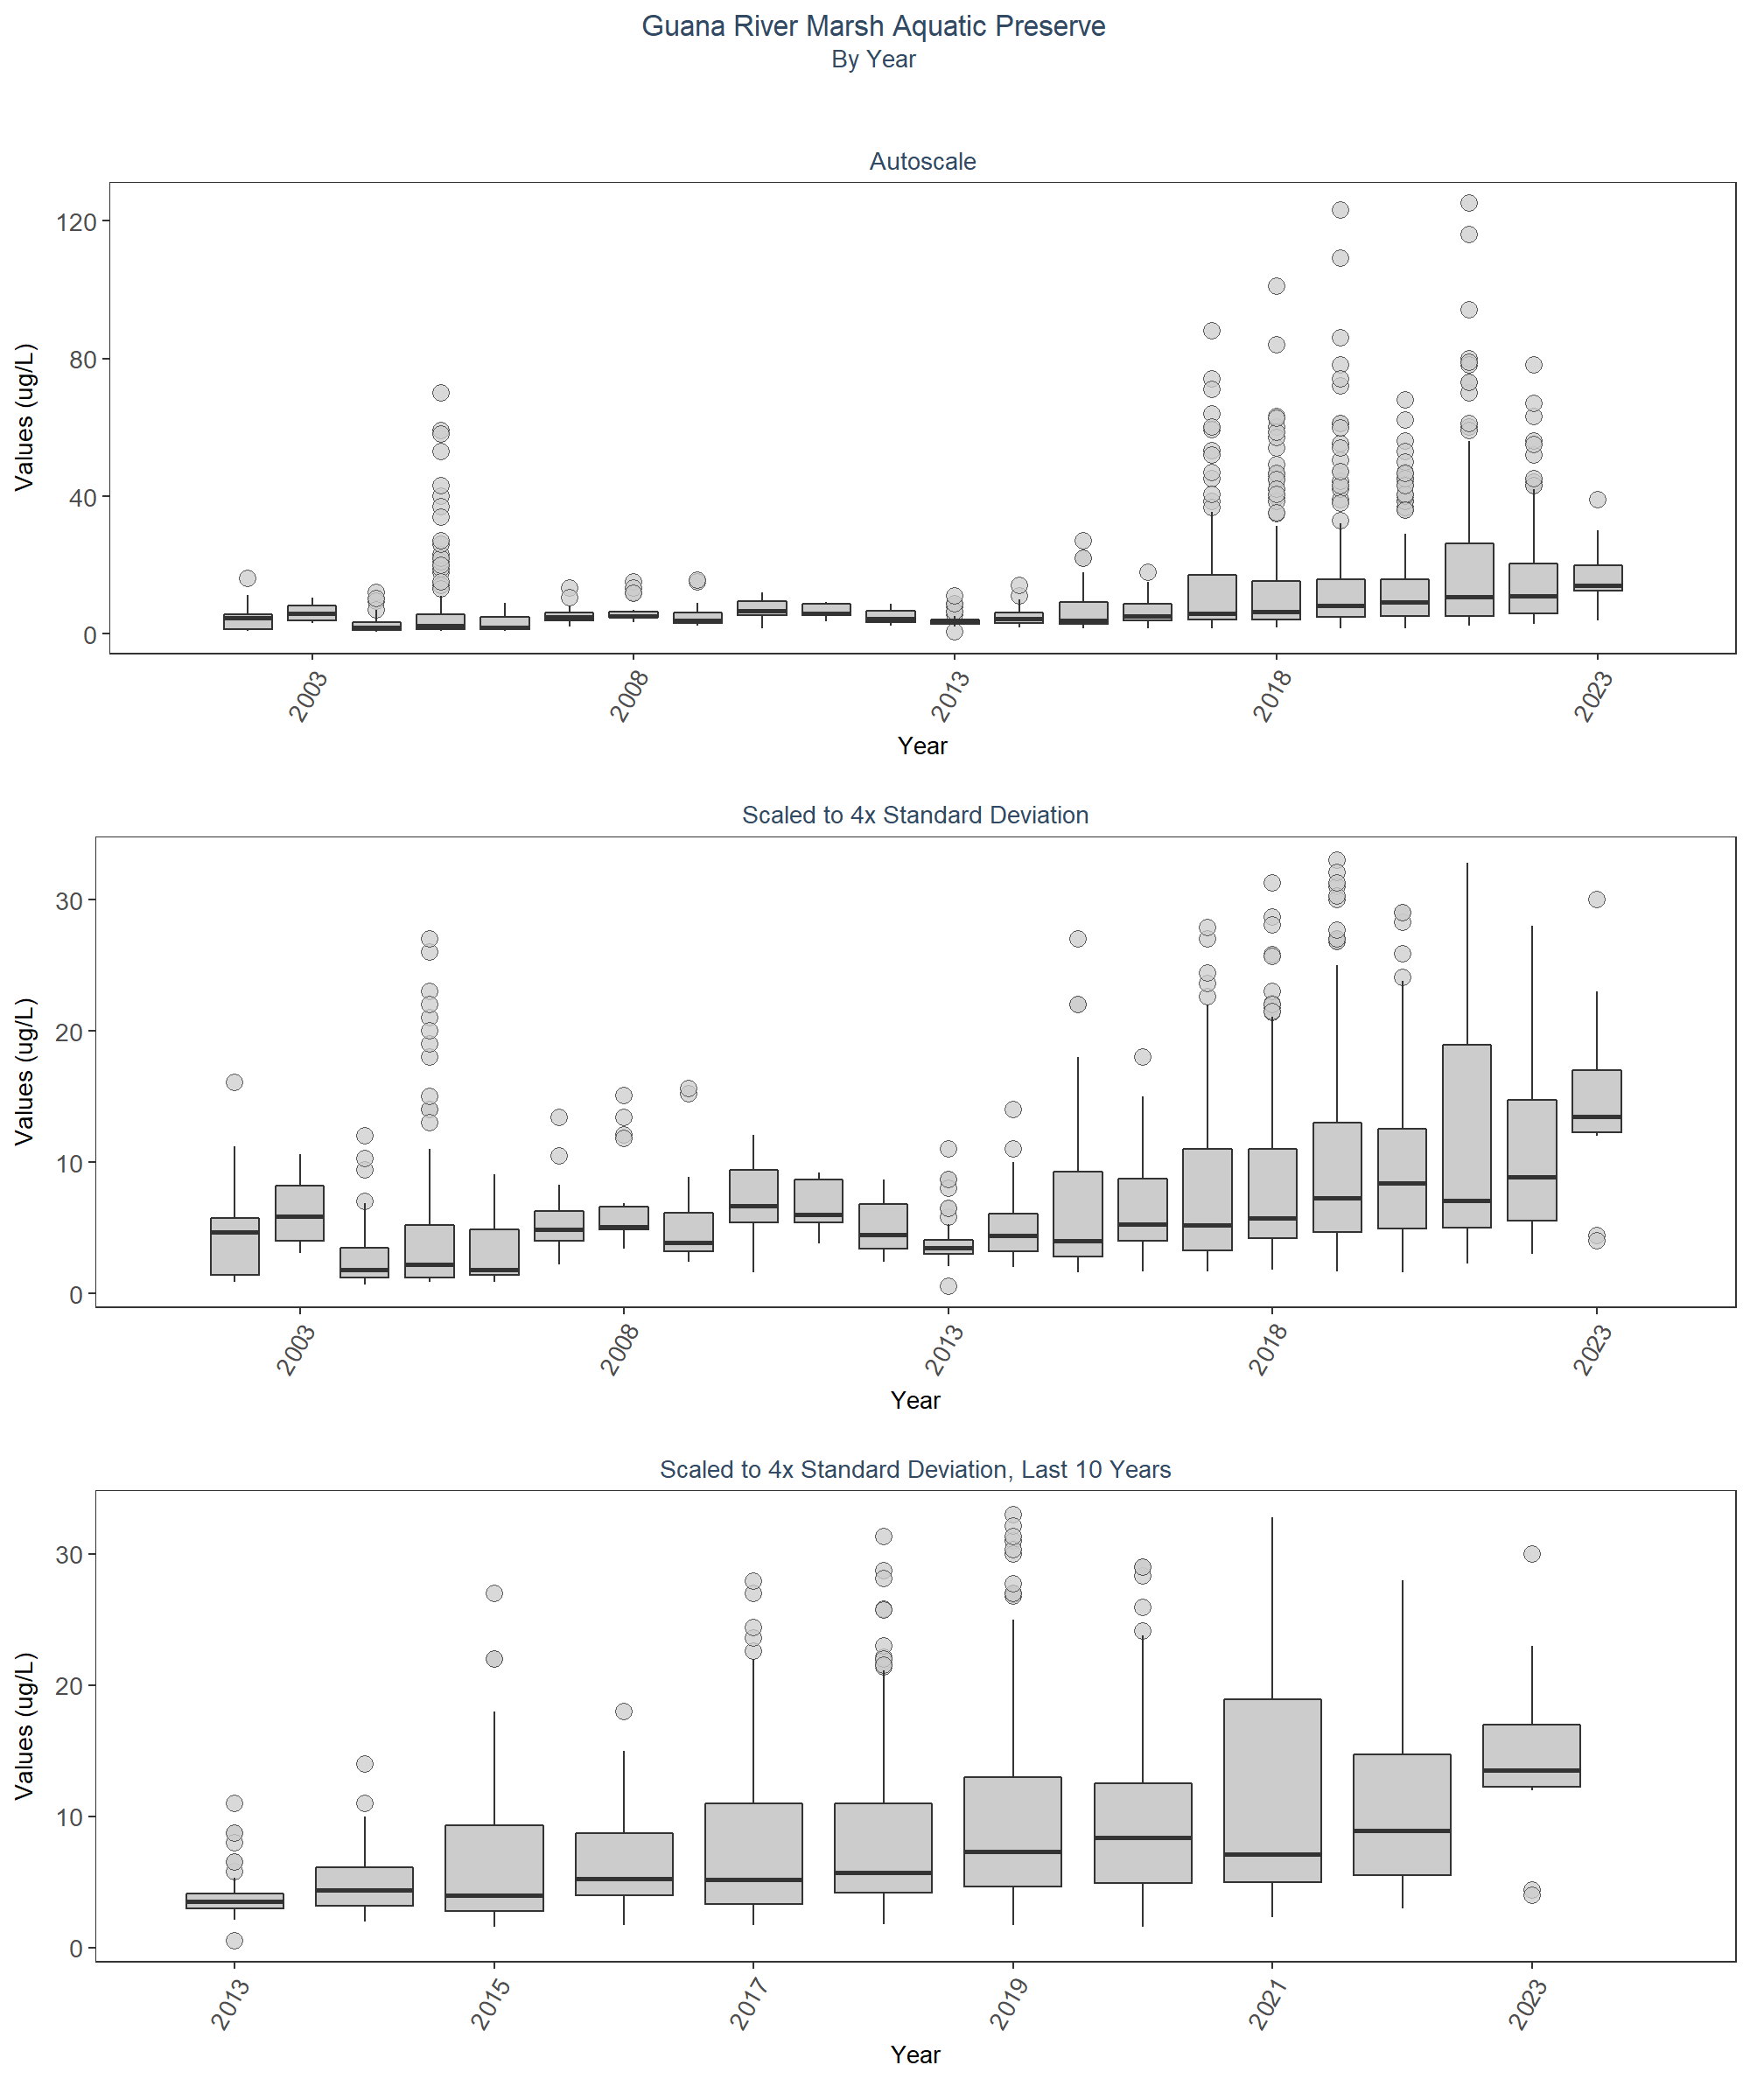 Guana River Marsh Aquatic Preserve
By Year
Autoscale
Values (ug/L)
120
80
40
0
2003
2008
2013
2018
2023
Year
Scaled to 4x Standard Deviation
Values (ug/L)
30
20
10
0
2003
2008
2013
2018
2023
Year
Scaled to 4x Standard Deviation, Last 10 Years
Values (ug/L)
30
20
10
0
2013
2015
2017
2019
2021
2023
Year